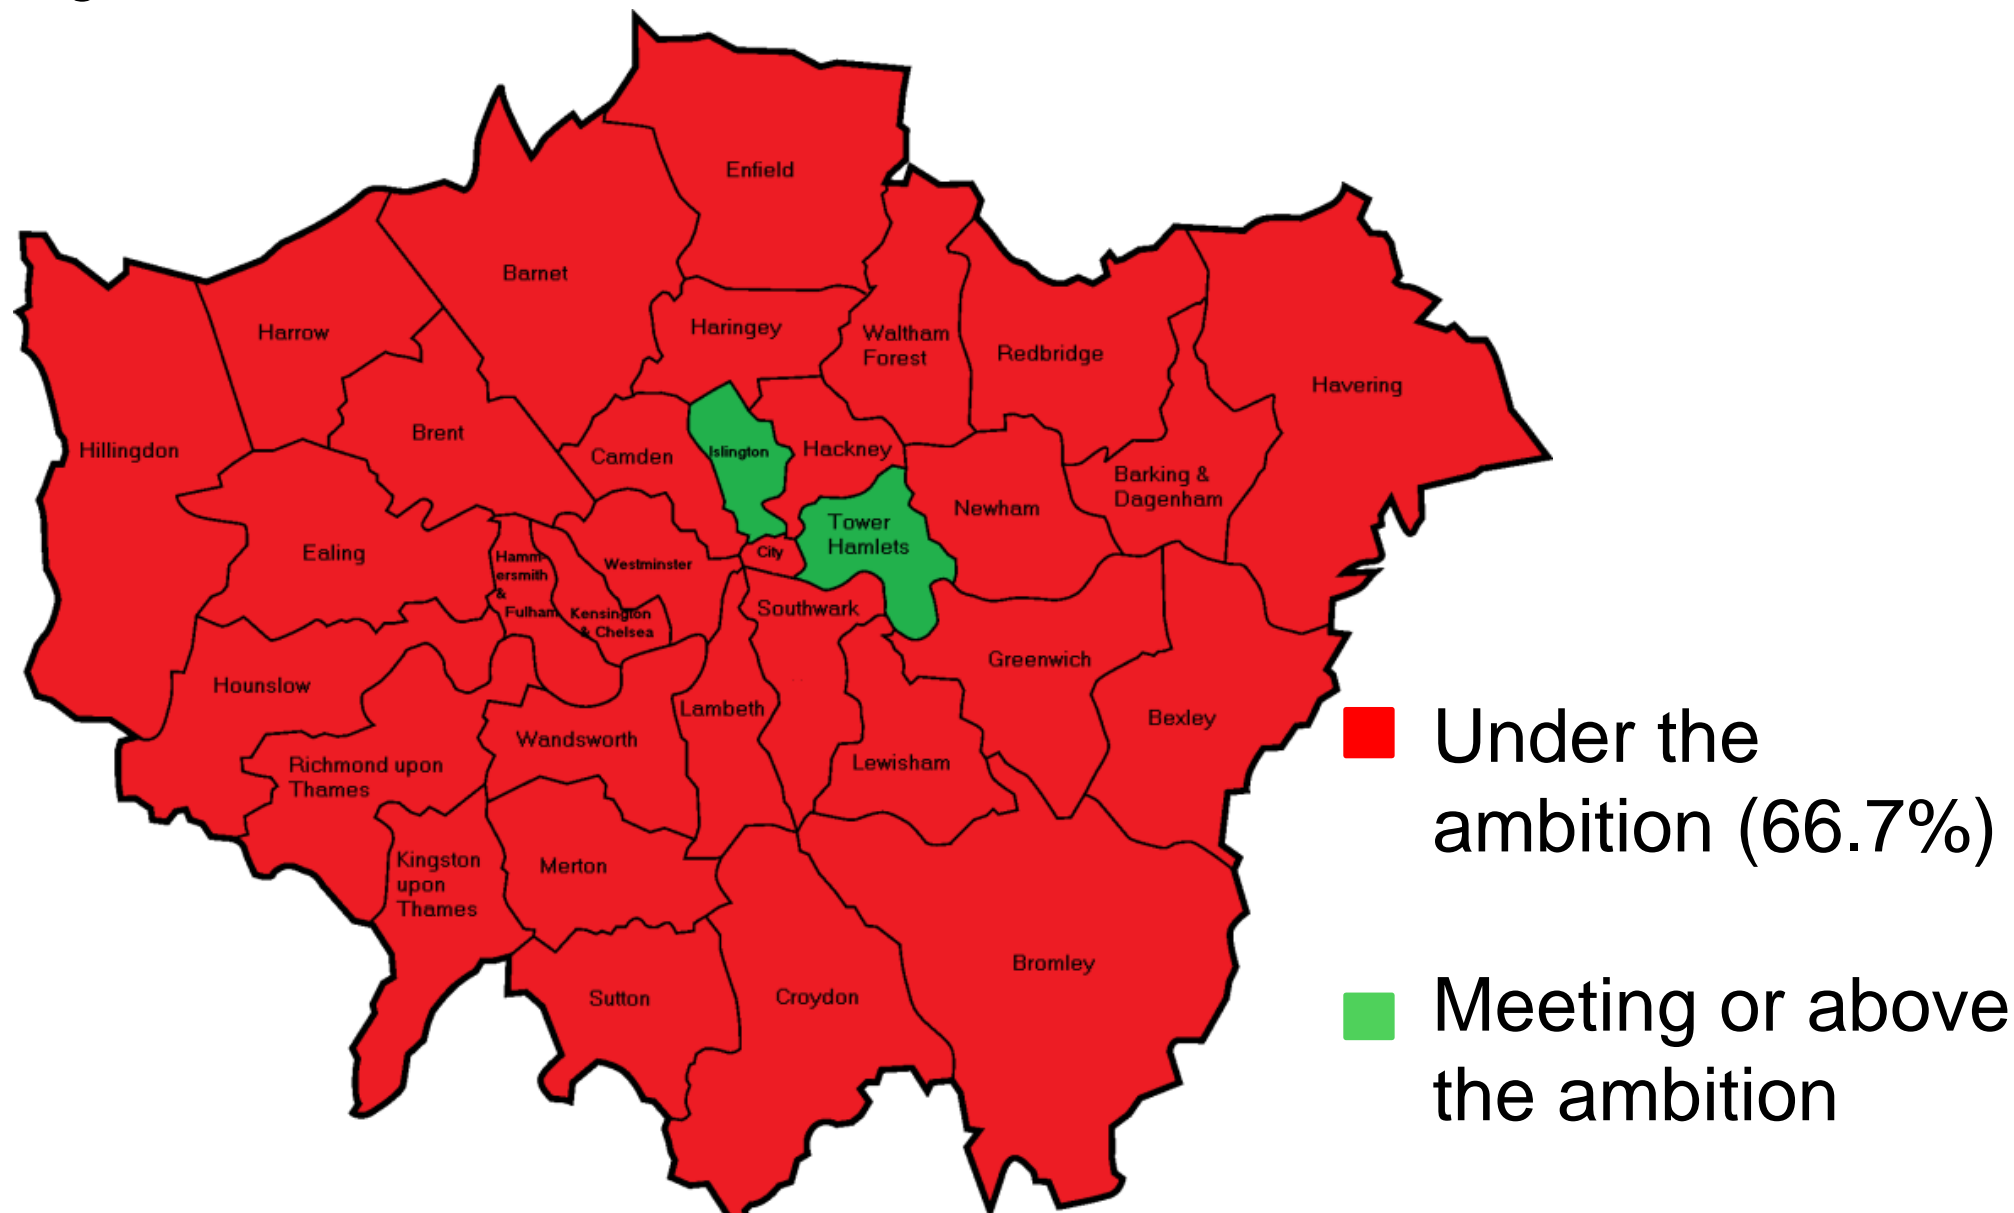 Enfield
Barnet
Haringey
Waltham
Forest
Redbridge
Harrow
Havering
Hillingdon
Brent
Camden
Islington
Hackney
Barking &
Dagenham
Newham
Tower
Hamlets
City
Ealing
Hamm-
ersmith
&
Fulham
Westminster
Kensington
& Chelsea
Southwark
Greenwich
Hounslow
Lambeth
Bexley
Wandsworth
Lewisham
Richmond upon
Thames
Kingston
upon
Thames
Merton
Bromley
Sutton
Croydon
Under the
ambition (66.7%)
Meeting or above
the ambition